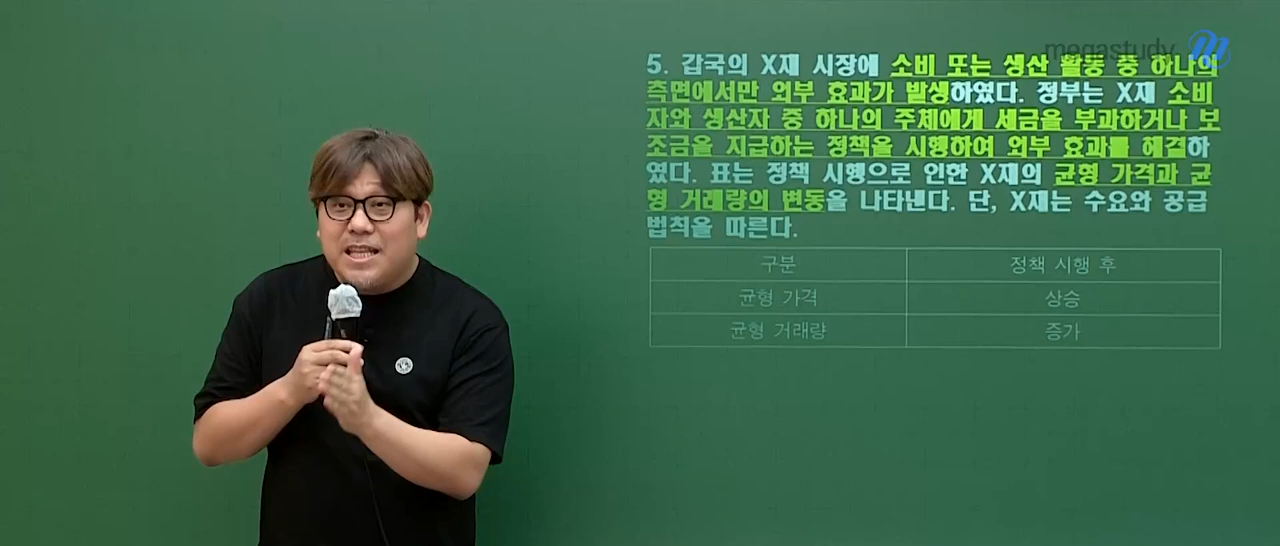 megastudy
5. 갑국의 X재 시장에 소비 또는 생산 활동 중 하나의
측면에서만 외부 효과가 발생하였다. 정부는 X재 소비
자와 생산자 중 하나의 주체에게 세금을 부과하거나 보
조금을 지급하는 정책을 시행하여 외부 효과를 해결하
였다. 표는 정책 시행으로 인한 X재의 균형 가격과 균
형 거래량의 변동을 나타낸다. 단, X재는 수요와 공급
법칙을 따른다.
구분 정책 시행 후
균형 가격 상승
균형 거래량 증가